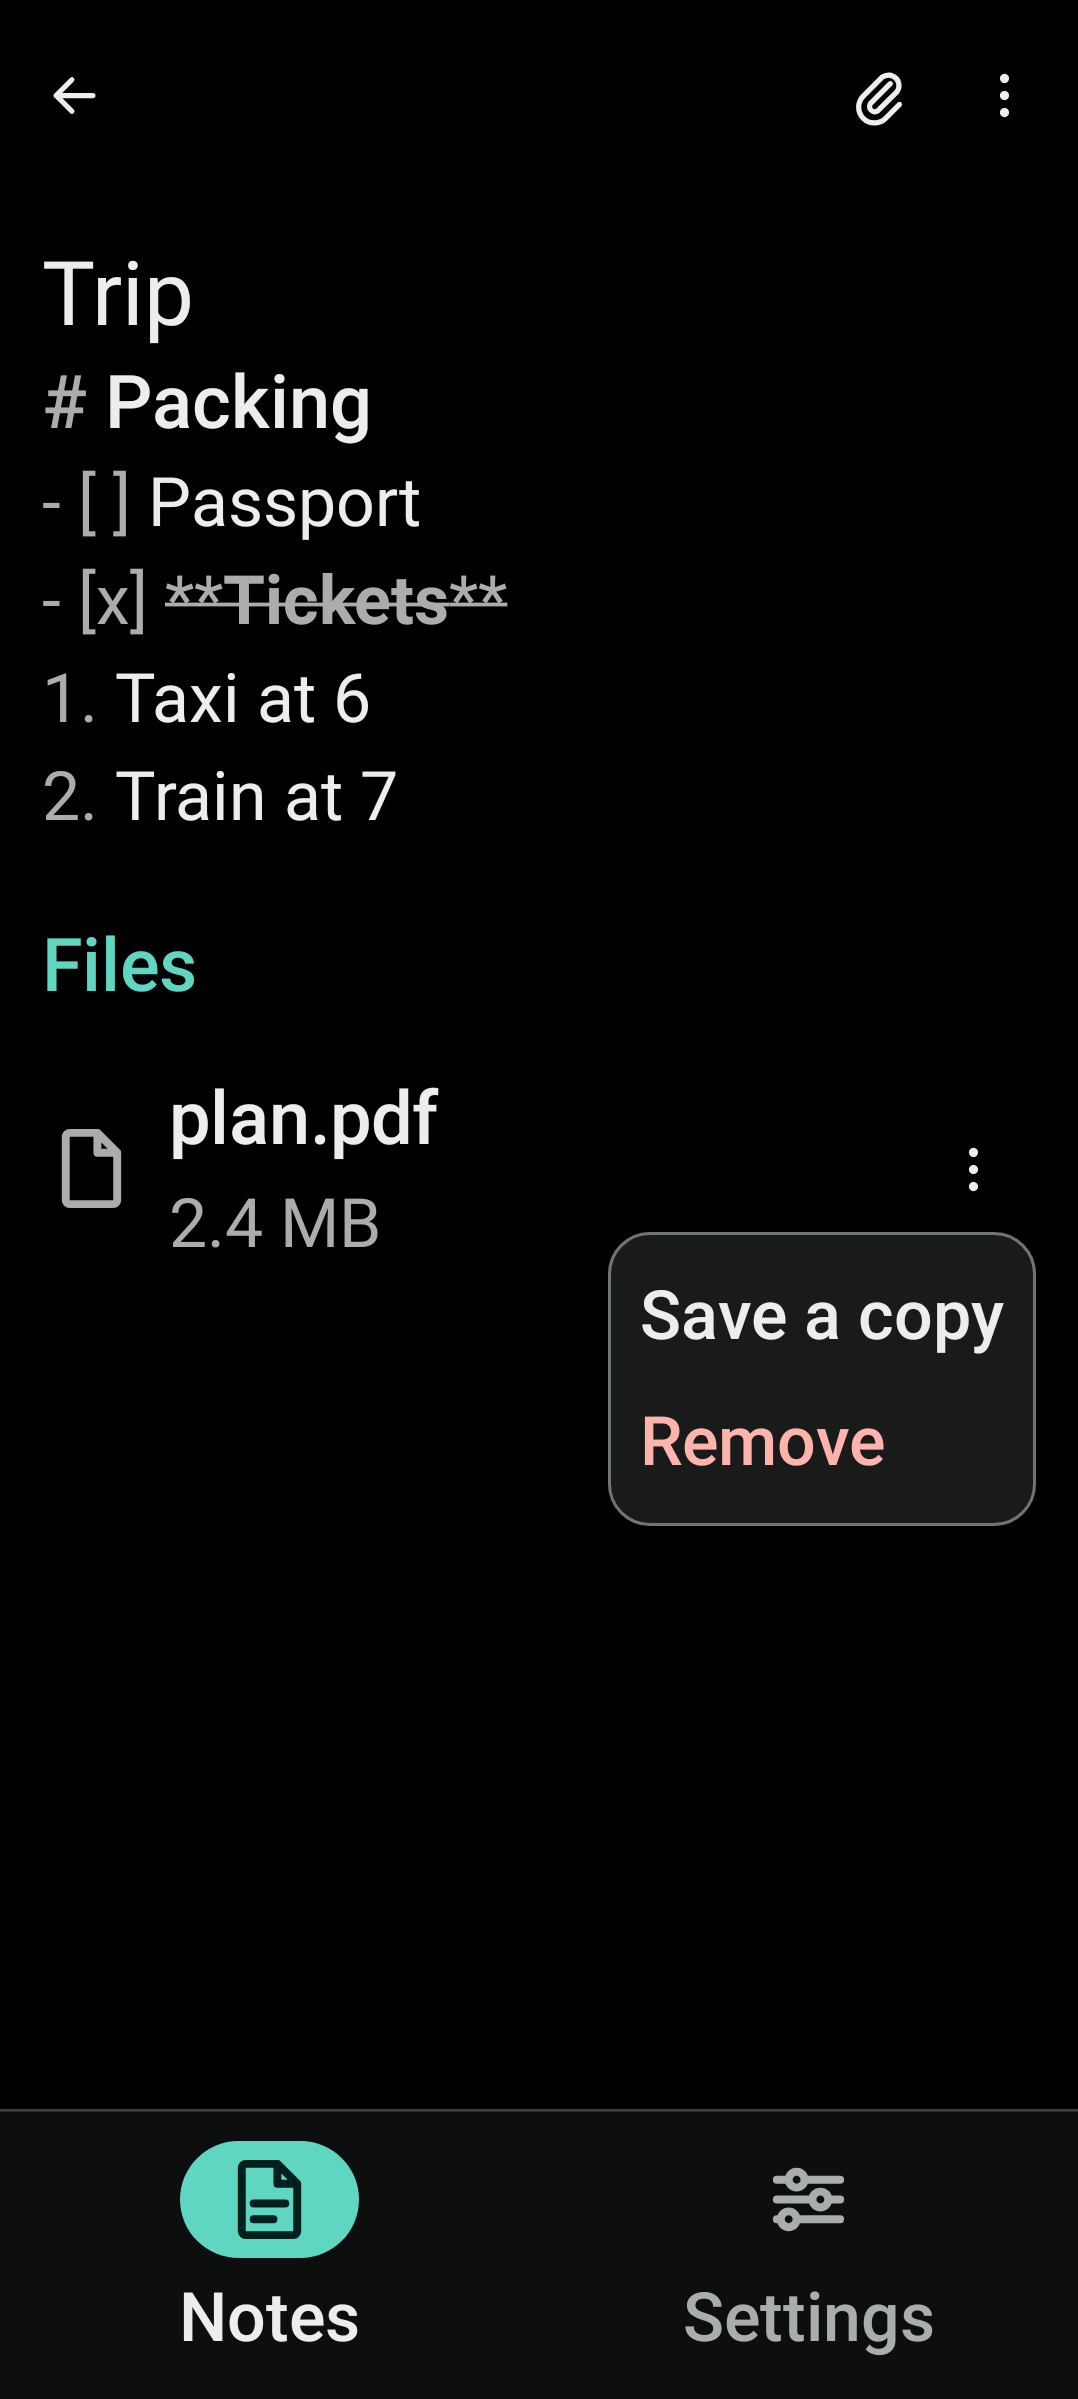 Trip
# Packing
- [ ] Passport
- [x] **Tickets**
1. Taxi at 6
2. Train at 7
Files
plan.pdf
2.4 MB
Save a copy
Remove
Notes
Settings